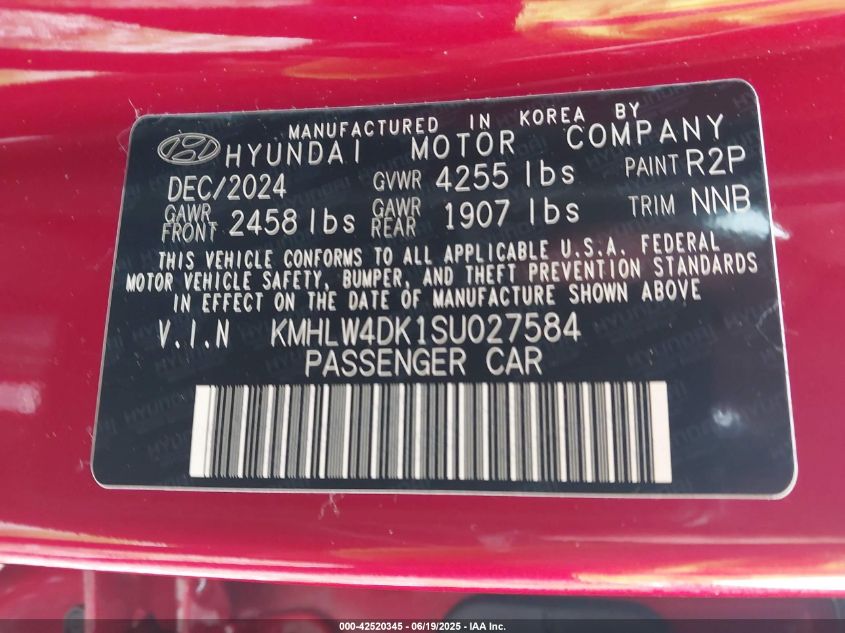 MANUFACTURED IN KOREA BY
HYUNDAI MOTOR COMPANY
DEC/2024 GVWR 4255 lbs PAINT R2P
GAWR FRONT 2458 lbs GAWR REAR 1907 lbs TRIM NNB
THIS VEHICLE CONFORMS TO ALL APPLICABLE U.S.A. FEDERAL
MOTOR VEHICLE SAFETY, BUMPER, AND THEFT PREVENTION STANDARDS
IN EFFECT ON THE DATE OF MANUFACTURE SHOWN ABOVE
V.I.N KMHLW4DK1SU027584
PASSENGER CAR
000-42520345 - 06/19/2025 - IAA Inc.